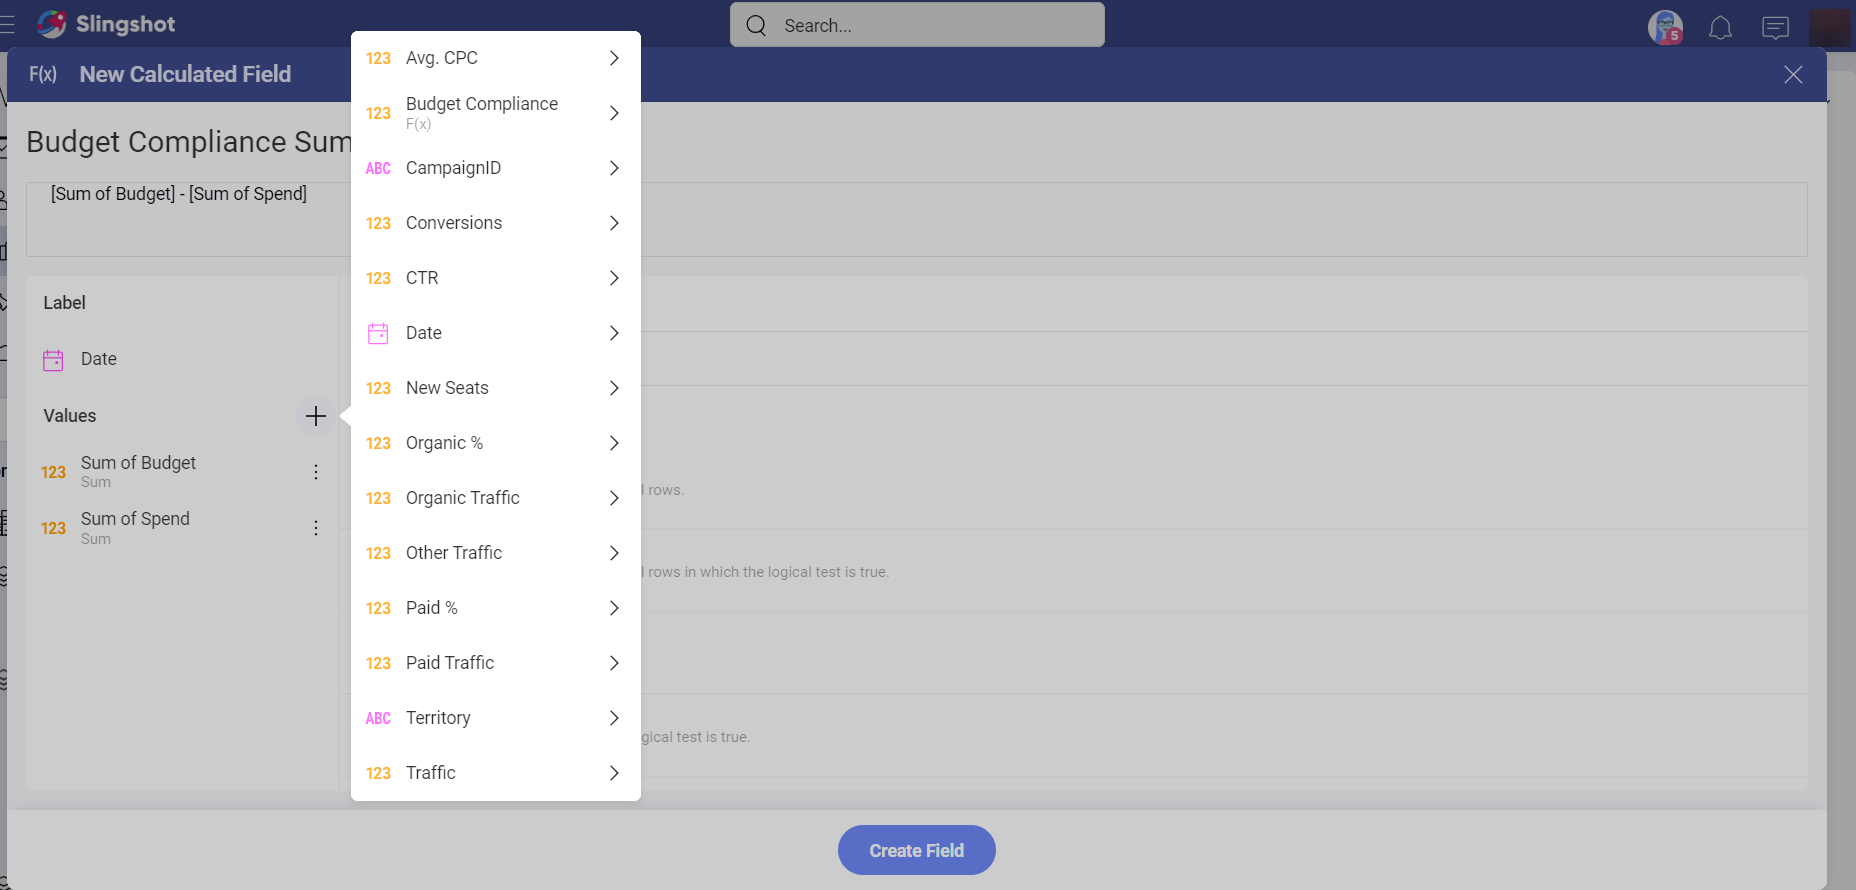 Slingshot
Search...
5
F(x) New Calculated Field
Budget Compliance Sum
[Sum of Budget] - [Sum of Spend]
Label
Date
Values
123 Sum of Budget
Sum
123 Sum of Spend
Sum
123 Avg. CPC
123 Budget Compliance
F(x)
ABC CampaignID
123 Conversions
123 CTR
Date
123 New Seats
123 Organic %
123 Organic Traffic
123 Other Traffic
123 Paid %
123 Paid Traffic
ABC Territory
123 Traffic
rows.
rows in which the logical test is true.
gical test is true.
Create Field